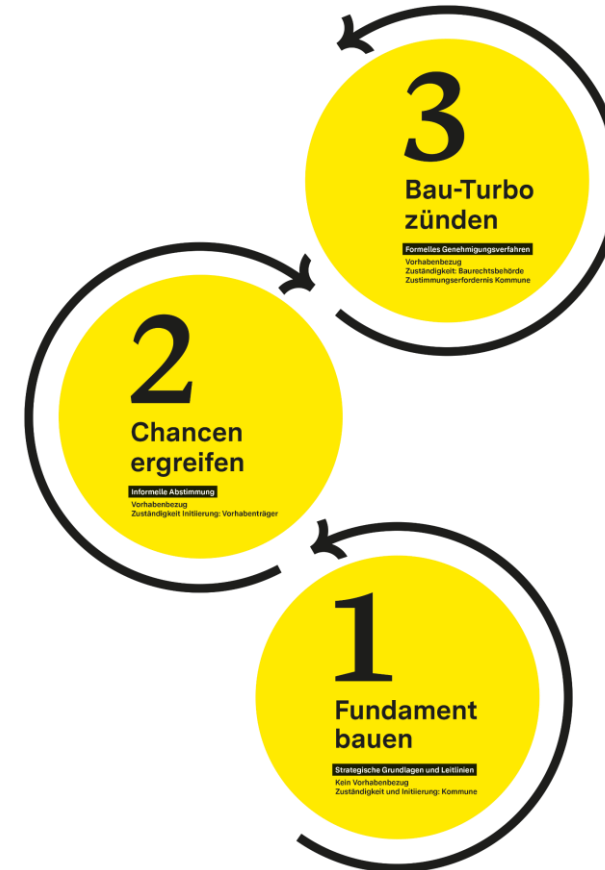 3
Bau-Turbo
zünden
Formelles Genehmigungsverfahren
Vorhabenbezug
Zuständigkeit: Baurechtsbehörde
Zustimmungserfordernis Kommune
2
Chancen
ergreifen
Informelle Abstimmung
Vorhabenbezug
Zuständigkeit Initiierung: Vorhabenträger
1
Fundament
bauen
Strategische Grundlagen und Leitlinien
Kein Vorhabenbezug
Zuständigkeit und Initiierung: Kommune